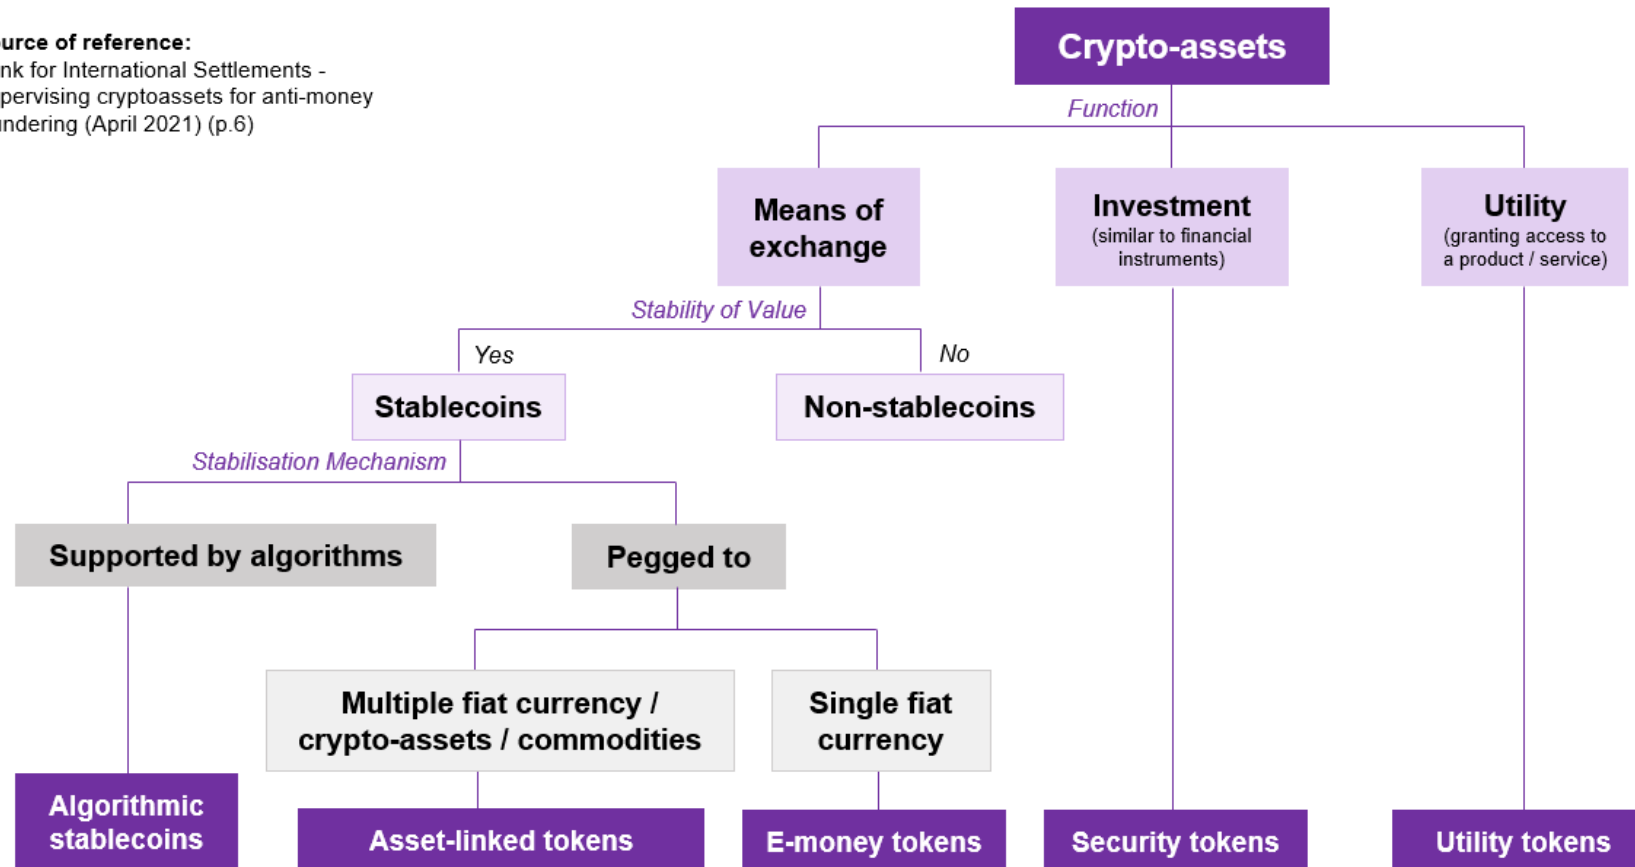 ource of reference:
nk for International Settlements -
pervising cryptoassets for anti-money
undering (April 2021) (p.6)
Crypto-assets
Function
Means of
exchange
Investment
(similar to financial
instruments)
Utility
(granting access to
a product / service)
Stability of Value
Yes
No
Stablecoins
Non-stablecoins
Stabilisation Mechanism
Supported by algorithms
Pegged to
Multiple fiat currency /
crypto-assets / commodities
Single fiat
currency
Algorithmic
stablecoins
Asset-linked tokens
E-money tokens
Security tokens
Utility tokens